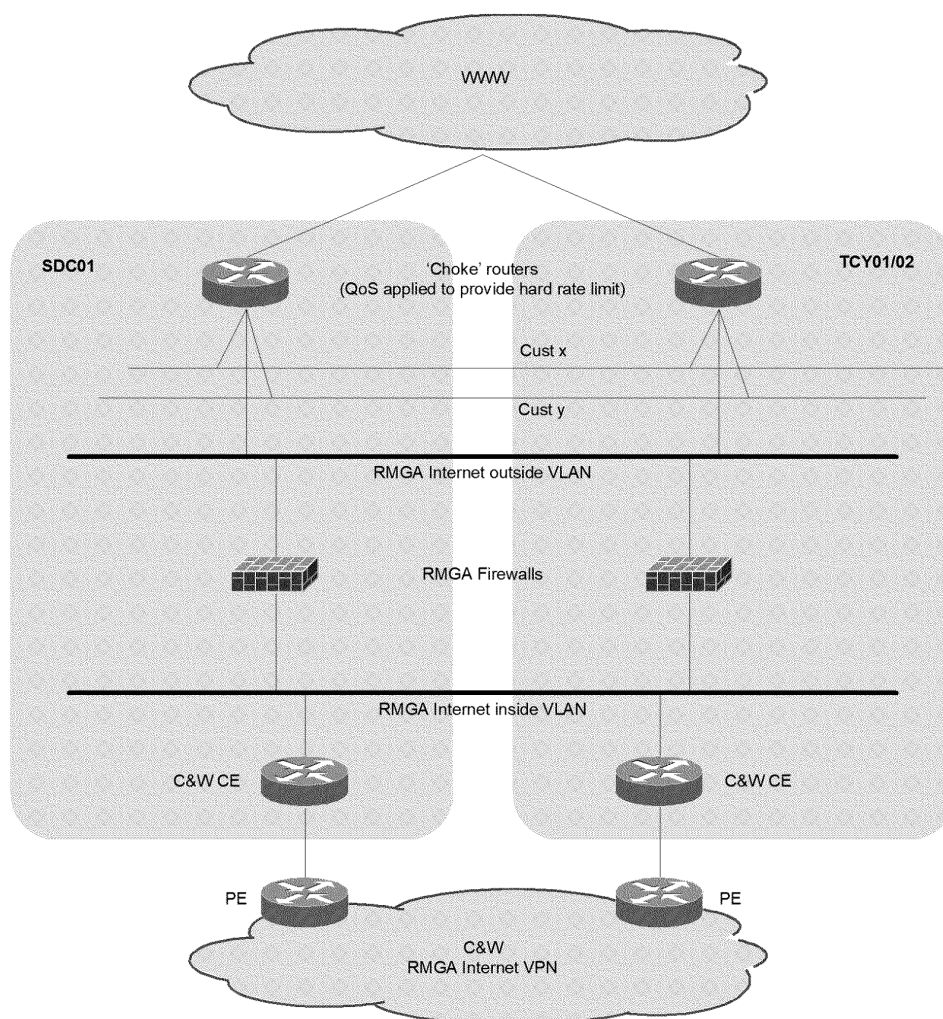 WWW
SDC01
TCY01/02
'Choke' routers
(QoS applied to provide hard rate limit)
Cust x
Cust y
RMGA Internet outside VLAN
RMGA Firewalls
RMGA Internet inside VLAN
C&W CE
C&W CE
PE
PE
C&W
RMGA Internet VPN